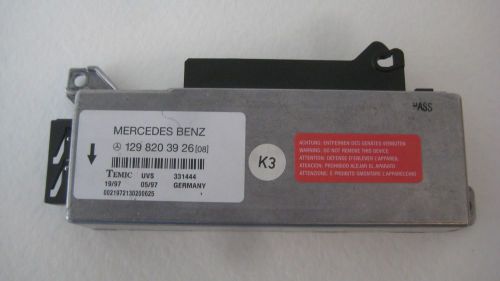 MERCEDES BENZ
129 820 39 26 [08]
TEMIC UVS 331444
19/97 05/97 GERMANY
0021972130200625
K3
HASS
ACHTUNG: ENTFERNEN DES GERÄTES VERBOTEN
WARNING: DO NOT REMOVE THIS DEVICE
ATTENTION: DEFENSE D'ENLEVER L'APPAREIL
ATENCION: PROHIBIDO ALEJAR EL APARATO
ATTENZIONE: E PROIBITO SMONTARE L'APPARECCHIO